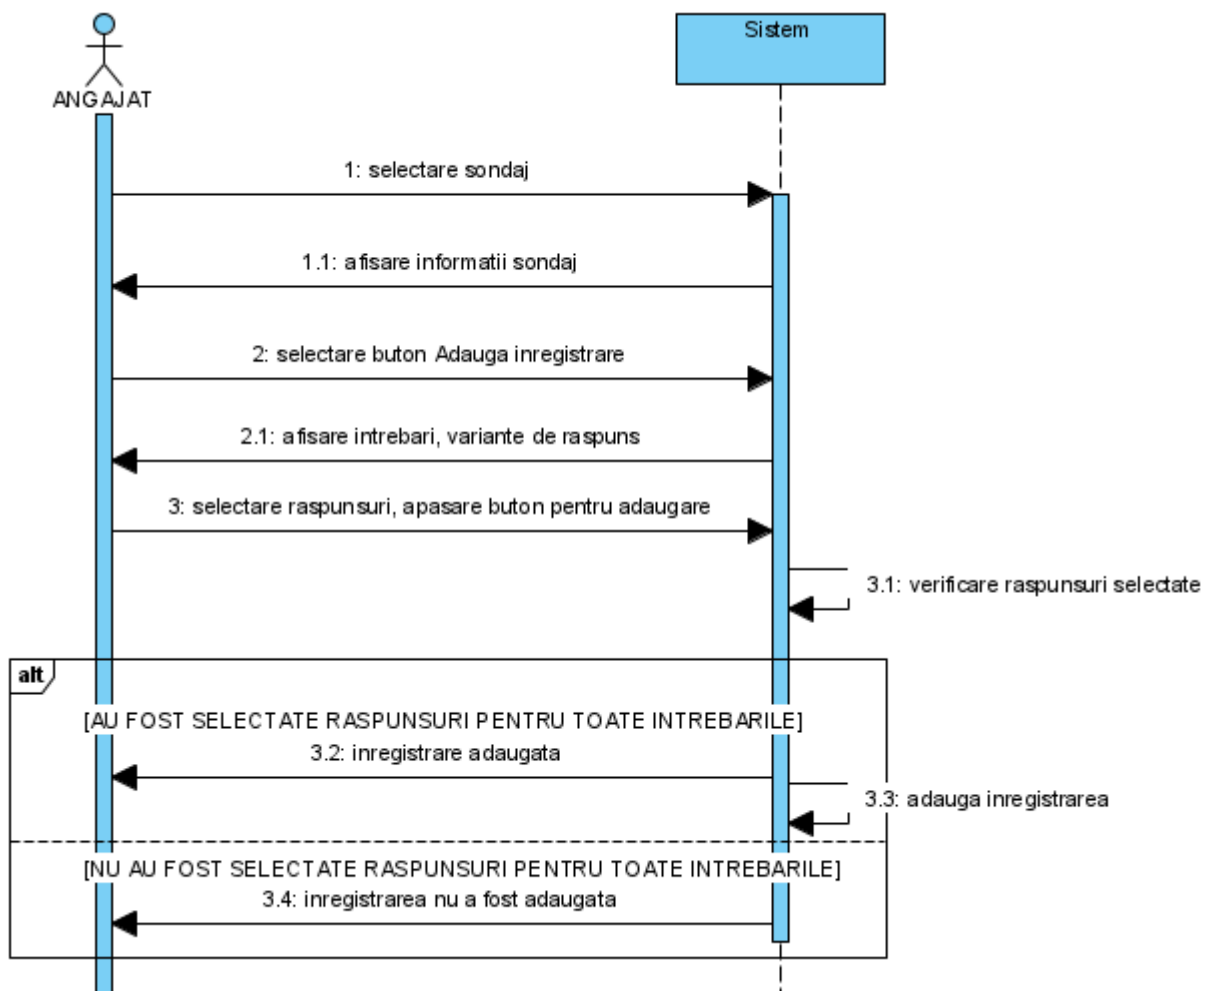 Sistem
ANGAJAT
1: selectare sondaj
1.1: afisare informatii sondaj
2: selectare buton Adauga inregistrare
2.1: afisare intrebari, variante de raspuns
3: selectare raspunsuri, apasare buton pentru adaugare
3.1: verificare raspunsuri selectate
alt
[AU FOST SELECTATE RASPUNSURI PENTRU TOATE INTREBARILE]
3.2: inregistrare adaugata
3.3: adauga inregistrarea
[NU AU FOST SELECTATE RASPUNSURI PENTRU TOATE INTREBARILE]
3.4: inregistrarea nu a fost adaugata